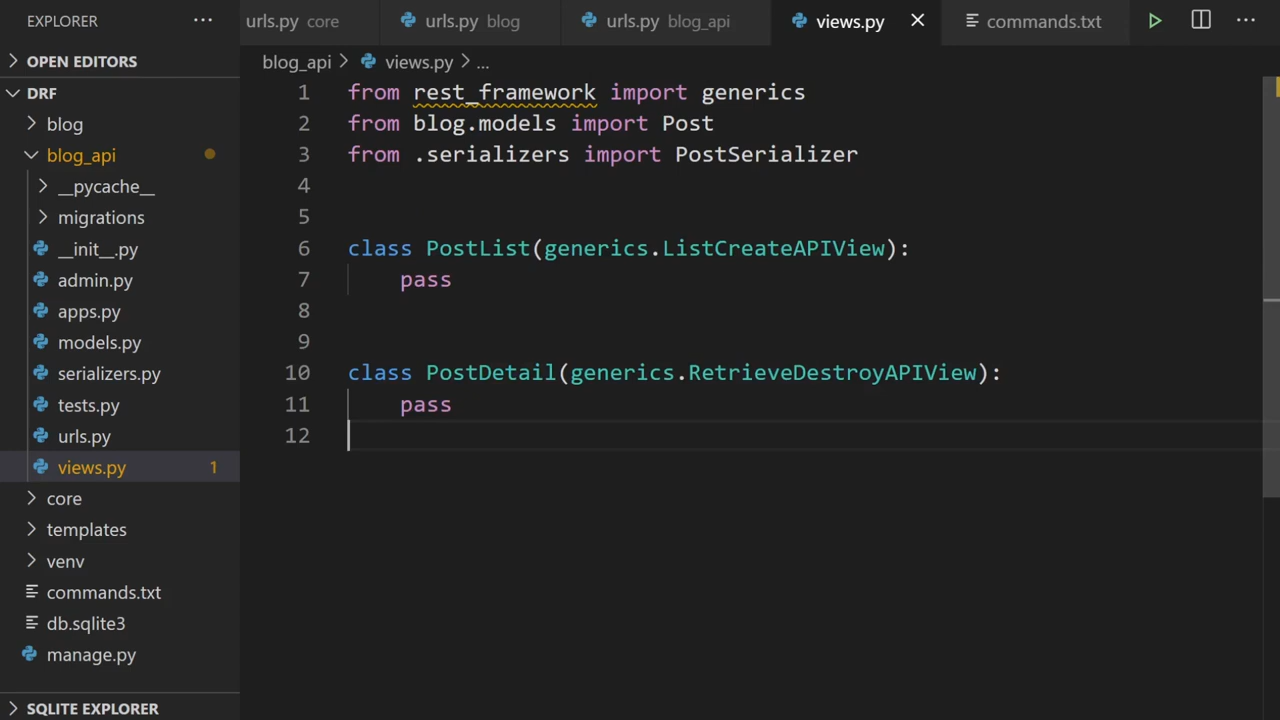 EXPLORER
···
OPEN EDITORS
DRF
blog
blog_api
__pycache__
migrations
__init__.py
admin.py
apps.py
models.py
serializers.py
tests.py
urls.py
views.py 1
core
templates
venv
commands.txt
db.sqlite3
manage.py
SQLITE EXPLORER
urls.py core
urls.py blog
urls.py blog_api
views.py
commands.txt
···
blog_api > views.py > ...
1 from rest_framework import generics
2 from blog.models import Post
3 from .serializers import PostSerializer
4
5
6 class PostList(generics.ListCreateAPIView):
7     pass
8
9
10 class PostDetail(generics.RetrieveDestroyAPIView):
11     pass
12